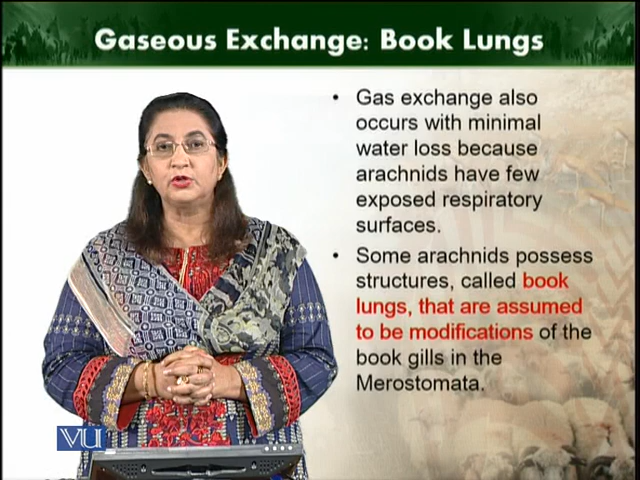 Gaseous Exchange: Book Lungs
• Gas exchange also
occurs with minimal
water loss because
arachnids have few
exposed respiratory
surfaces.
• Some arachnids possess
structures, called book
lungs, that are assumed
to be modifications of the
book gills in the
Merostomata.
VU